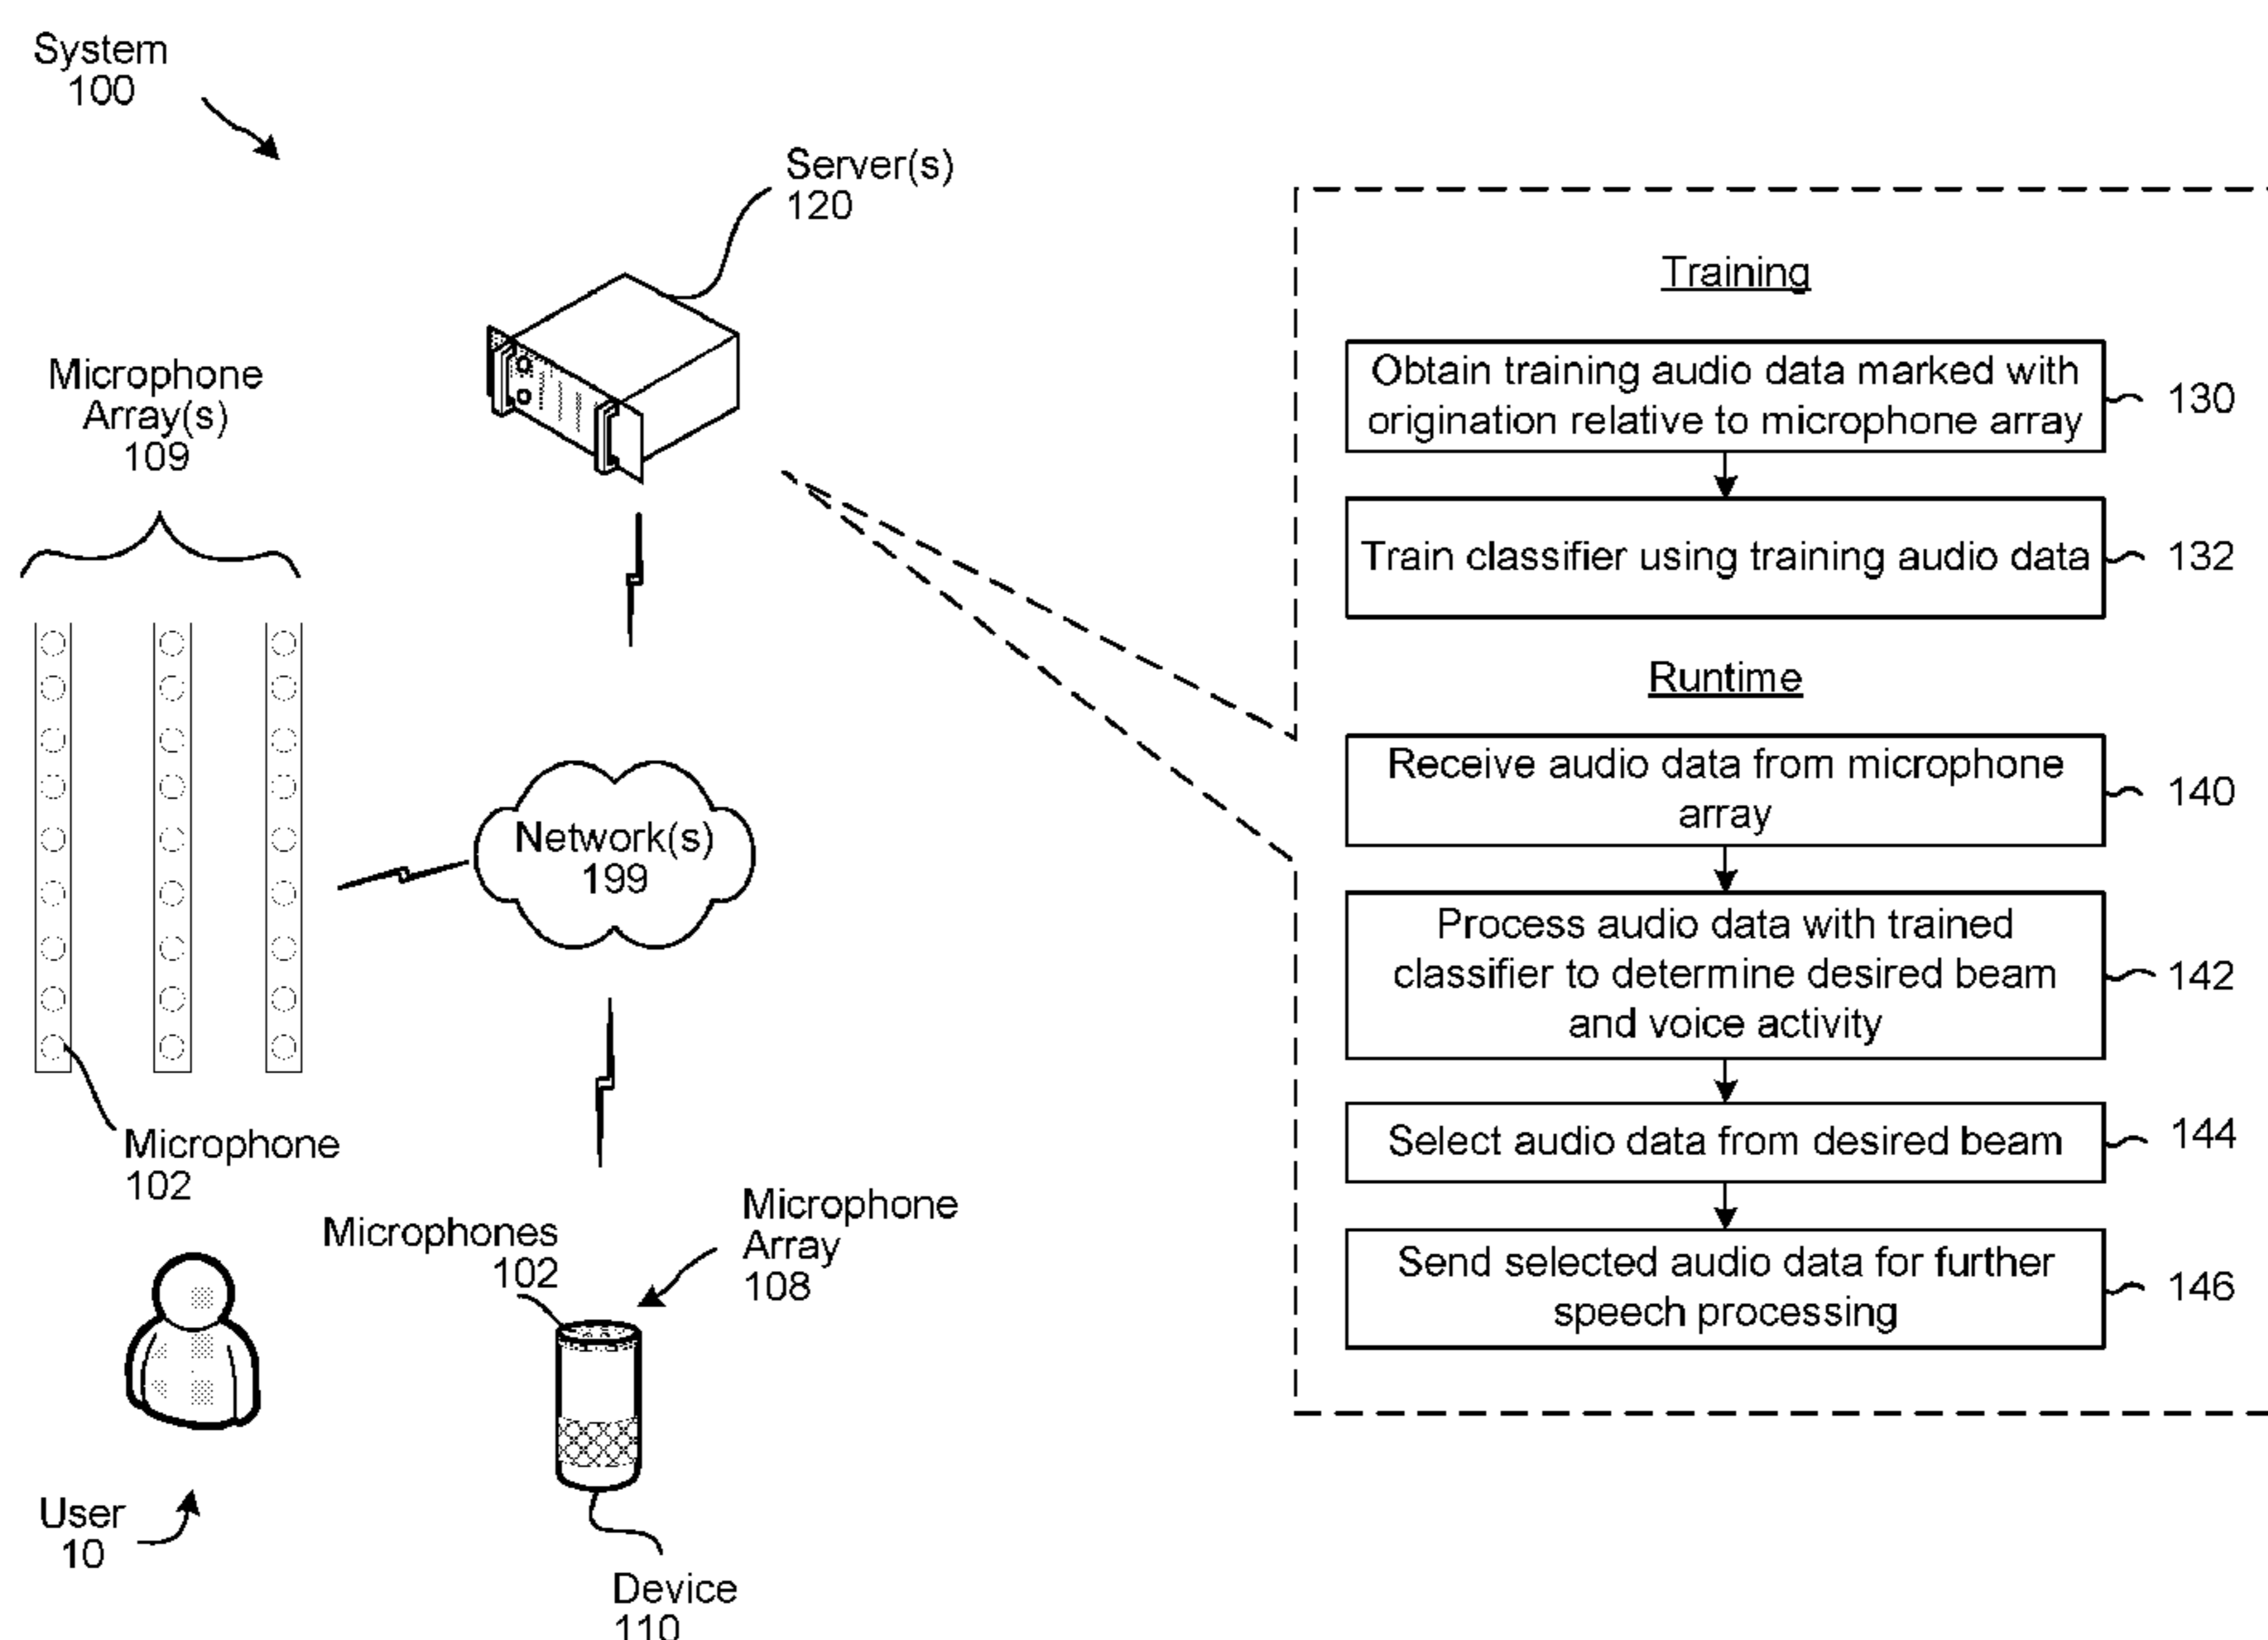 System
100
Server(s)
120
Microphone
Array(s)
109
Network(s)
199
Microphone
102
Microphones
102
Microphone
Array
108
User
10
Device
110
Training
Obtain training audio data marked with
origination relative to microphone array
130
Train classifier using training audio data
132
Runtime
Receive audio data from microphone
array
140
Process audio data with trained
classifier to determine desired beam
and voice activity
142
Select audio data from desired beam
144
Send selected audio data for further
speech processing
146